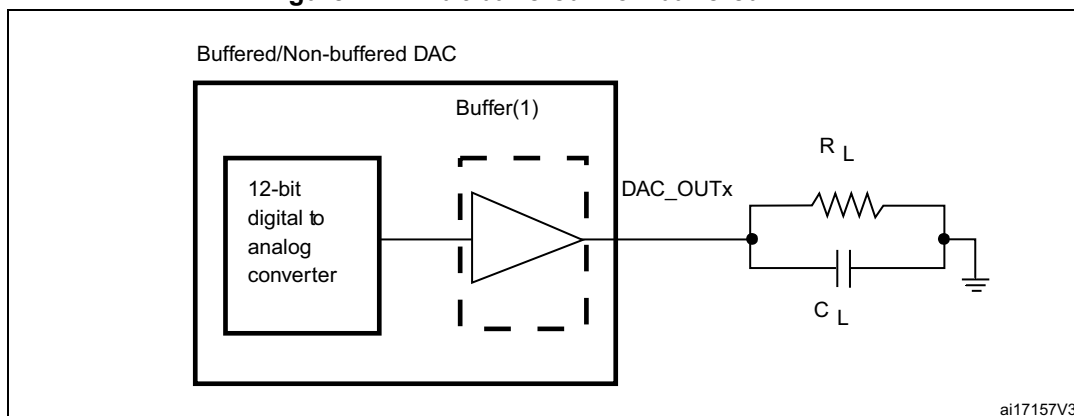 Buffered/Non-buffered DAC
Buffer(1)
12-bit
digital to
analog
converter
DAC_OUTx
R L
C L
ai17157V3